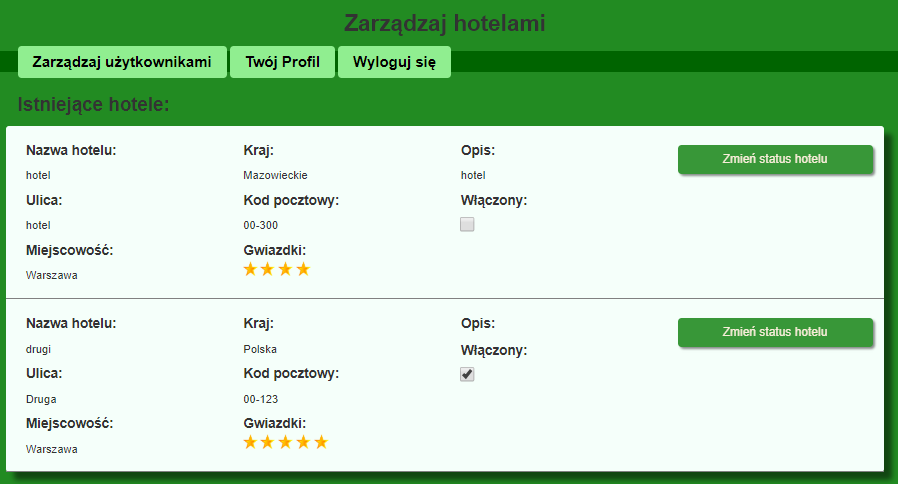 Zarządzaj hotelami
Zarządzaj użytkownikami Twój Profil Wyloguj się
Istniejące hotele:
Nazwa hotelu: Kraj: Opis: Zmień status hotelu
hotel Mazowieckie hotel
Ulica: Kod pocztowy: Włączony:
hotel 00-300
Miejscowość: Gwiazdki:
Warszawa
Nazwa hotelu: Kraj: Opis: Zmień status hotelu
drugi Polska Włączony:
Ulica: Kod pocztowy:
Druga 00-123
Miejscowość: Gwiazdki:
Warszawa